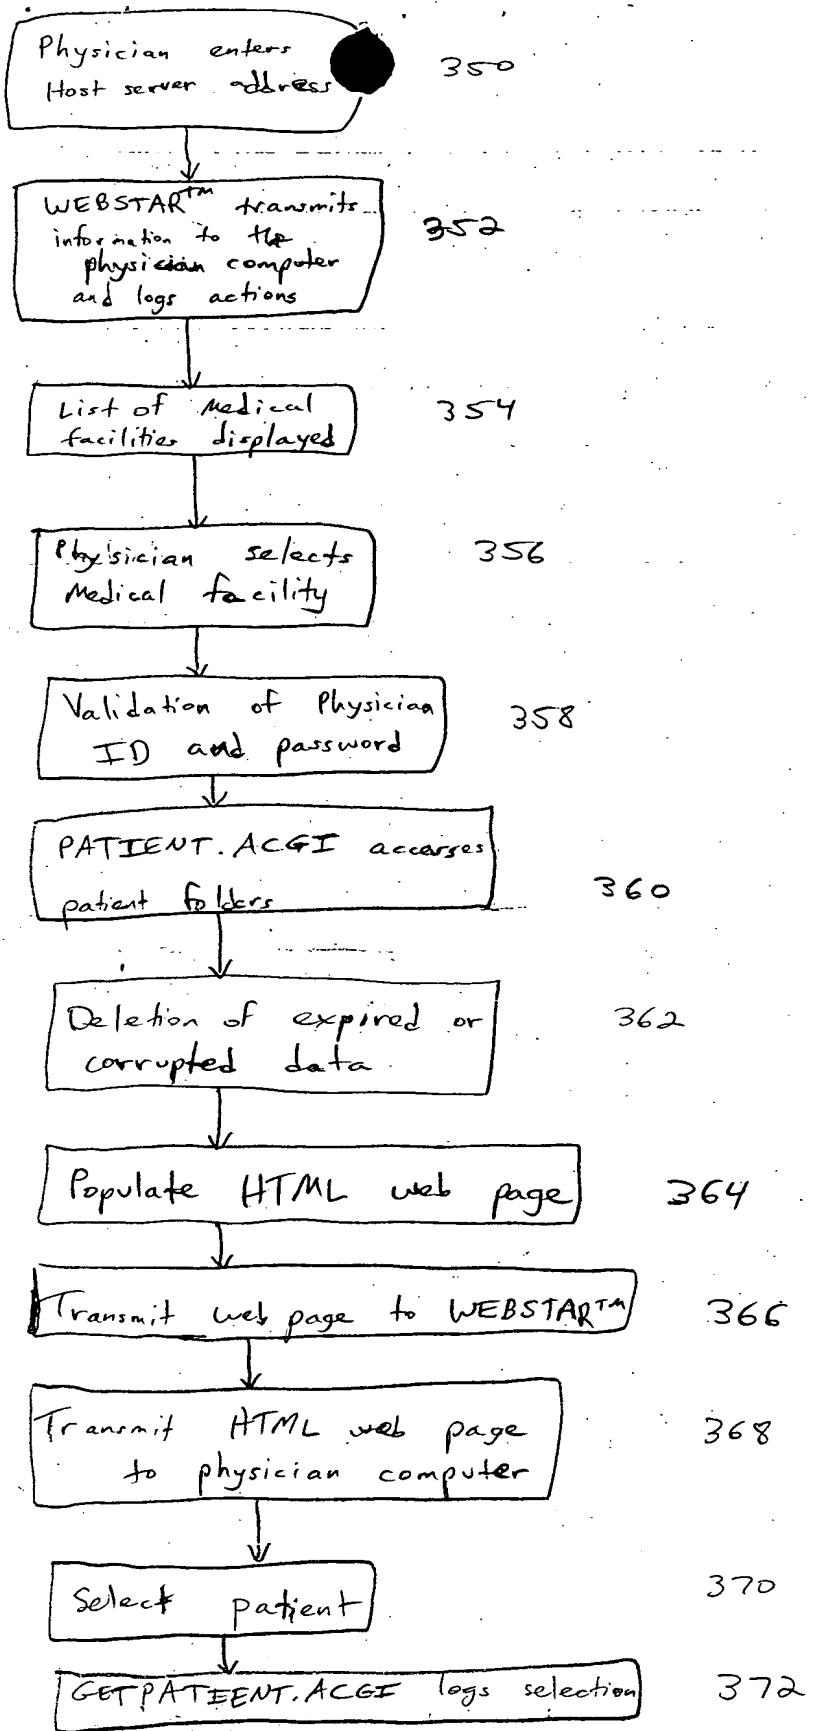 Physician enters
Host server address
350
WEBSTAR™ transmits
information to the
physician computer
and logs actions
352
List of Medical
facilities displayed
354
Physician selects
Medical facility
356
Validation of Physician
ID and password
358
PATIENT.ACGI accesses
patient folders
360
Deletion of expired or
corrupted data
362
Populate HTML web page
364
Transmit web page to WEBSTAR™
366
Transmit HTML web page
to physician computer
368
Select patient
370
GETPATIENT.ACGI logs selection
372